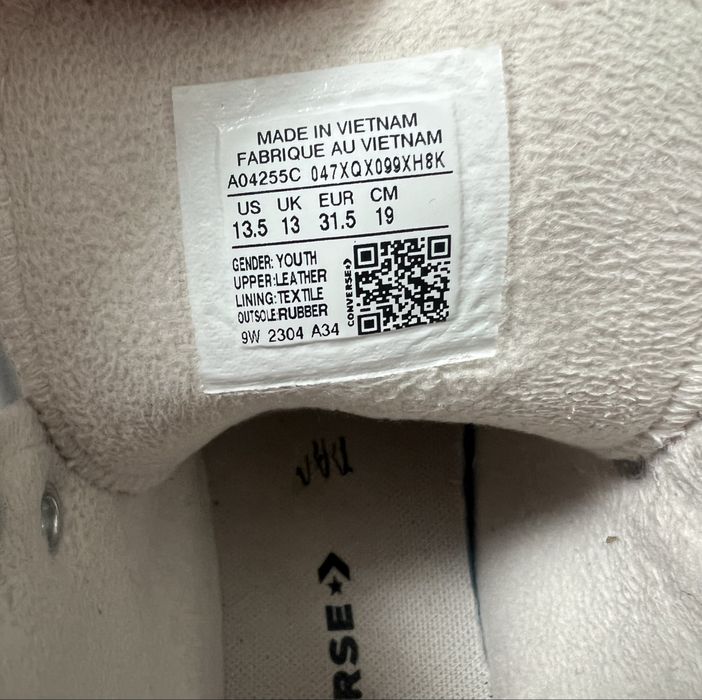 MADE IN VIETNAM
FABRIQUE AU VIETNAM
A04255C 047XQX099XH8K
US UK EUR CM
13.5 13 31.5 19
GENDER: YOUTH
UPPER:LEATHER
LINING: TEXTILE
OUTSOLE:RUBBER
9W 2304 A34
CONVERSE
RSE